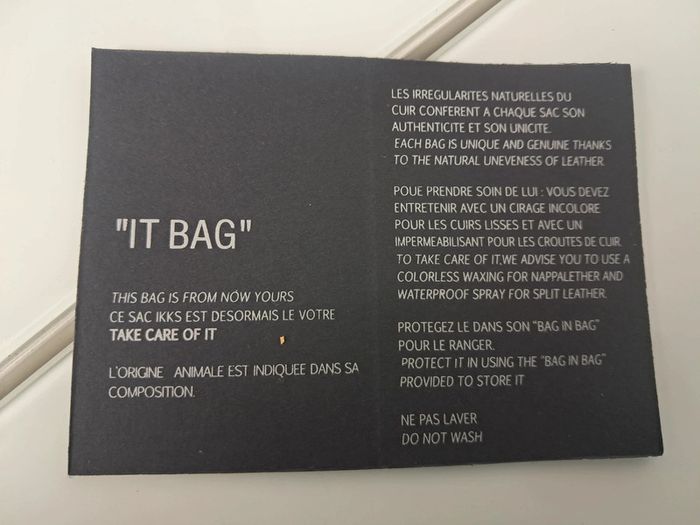 "IT BAG"
THIS BAG IS FROM NOW YOURS
CE SAC IKKS EST DESORMAIS LE VOTRE
TAKE CARE OF IT
L'ORIGINE ANIMALE EST INDIQUEE DANS SA
COMPOSITION.
LES IRREGULARITES NATURELLES DU
CUIR CONFERENT A CHAQUE SAC SON
AUTHENTICITE ET SON UNICITE.
EACH BAG IS UNIQUE AND GENUINE THANKS
TO THE NATURAL UNEVENESS OF LEATHER.
POUE PRENDRE SOIN DE LUI : VOUS DEVEZ
ENTRETENIR AVEC UN CIRAGE INCOLORE
POUR LES CUIRS LISSES ET AVEC UN
IMPERMEABILISANT POUR LES CROUTES DE CUIR.
TO TAKE CARE OF IT,WE ADVISE YOU TO USE A
COLORLESS WAXING FOR NAPPALETHER AND
WATERPROOF SPRAY FOR SPLIT LEATHER.
PROTEGEZ LE DANS SON "BAG IN BAG"
POUR LE RANGER.
PROTECT IT IN USING THE "BAG IN BAG"
PROVIDED TO STORE IT
NE PAS LAVER
DO NOT WASH